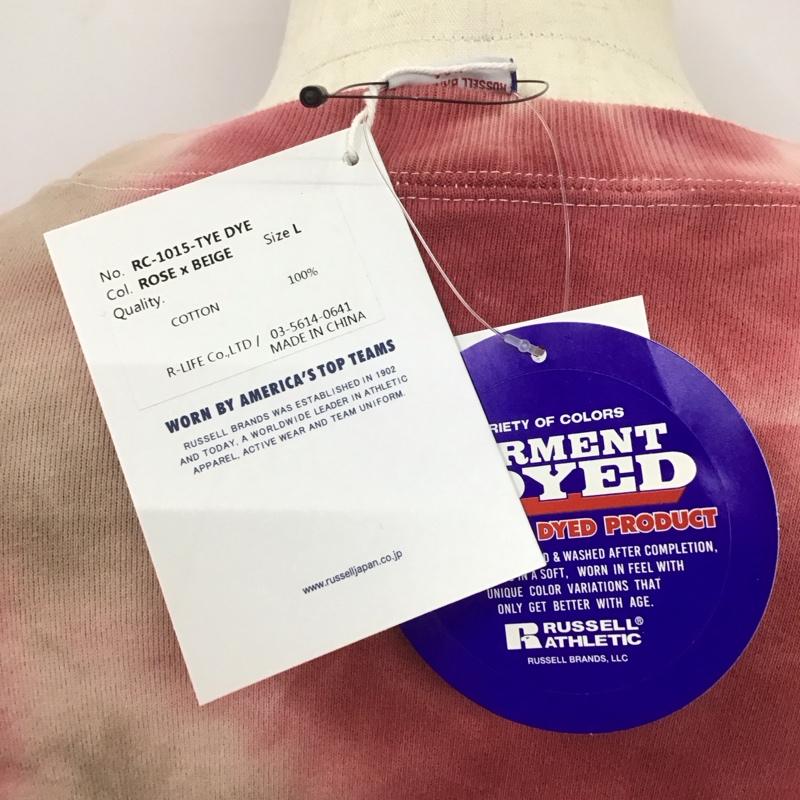 No. RC-1015-TYE DYE
Col. ROSE x BEIGE
Size L
Quality.
COTTON 100%
R-LIFE Co.,LTD / 03-5614-0641
MADE IN CHINA
WORN BY AMERICA'S TOP TEAMS
RUSSELL BRANDS WAS ESTABLISHED IN 1902
AND TODAY, A WORLDWIDE LEADER IN ATHLETIC
APPAREL, ACTIVE WEAR AND TEAM UNIFORM.
www.russelljapan.co.jp
RIETY OF COLORS
RMENT
DYED
DYED PRODUCT
& WASHED AFTER COMPLETION,
IN A SOFT, WORN IN FEEL WITH
UNIQUE COLOR VARIATIONS THAT
ONLY GET BETTER WITH AGE.
RUSSELL®
ATHLETIC
RUSSELL BRANDS, LLC
RUSSELL